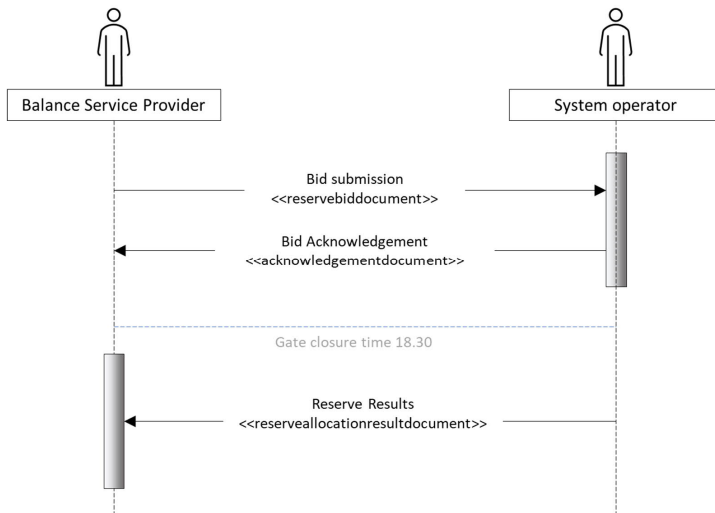 Balance Service Provider
System operator
Bid submission
<<reservebiddocument>>
Bid Acknowledgement
<<acknowledgementdocument>>
Gate closure time 18.30
Reserve Results
<<reserveallocationresultdocument>>